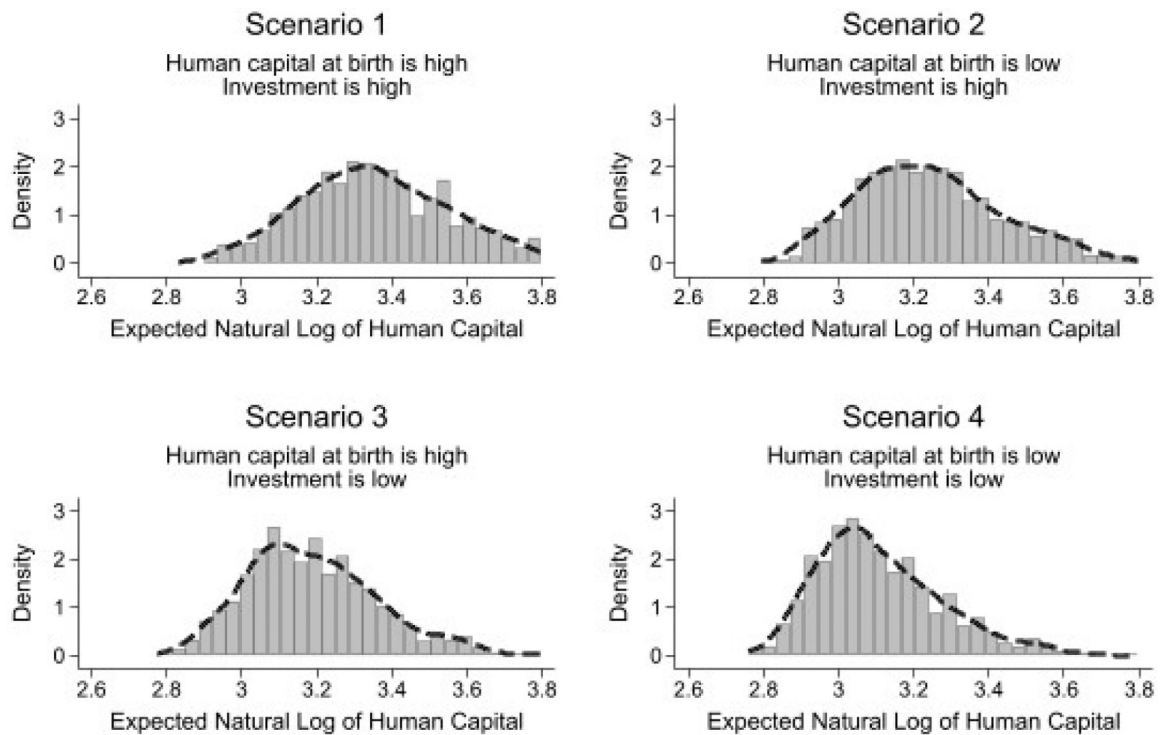 Scenario 1
Human capital at birth is high
Investment is high
3
2
1
0
Density
2.6 2.8 3 3.2 3.4 3.6 3.8
Expected Natural Log of Human Capital
Scenario 2
Human capital at birth is low
Investment is high
3
2
1
0
Density
2.6 2.8 3 3.2 3.4 3.6 3.8
Expected Natural Log of Human Capital
Scenario 3
Human capital at birth is high
Investment is low
3
2
1
0
Density
2.6 2.8 3 3.2 3.4 3.6 3.8
Expected Natural Log of Human Capital
Scenario 4
Human capital at birth is low
Investment is low
3
2
1
0
Density
2.6 2.8 3 3.2 3.4 3.6 3.8
Expected Natural Log of Human Capital